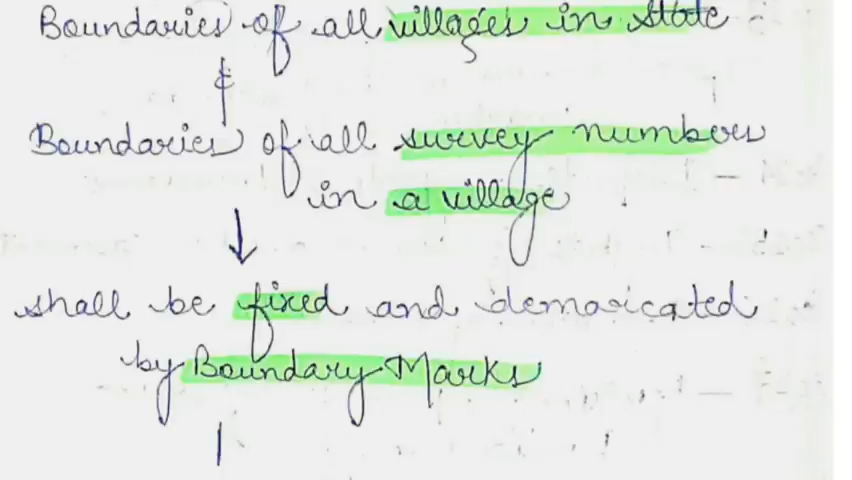 Boundaries of all villages in state
&
Boundaries of all survey numbers
in a village
shall be fixed and demarcated
by Boundary Marks